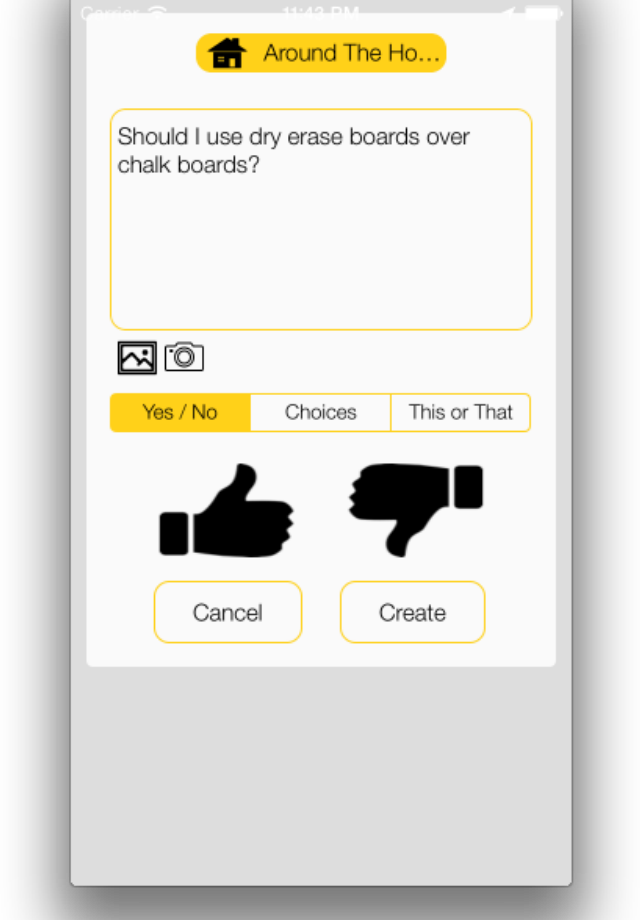 Carrier
11:43 PM
Around The Ho...
Should I use dry erase boards over
chalk boards?
Yes / No
Choices
This or That
Cancel
Create